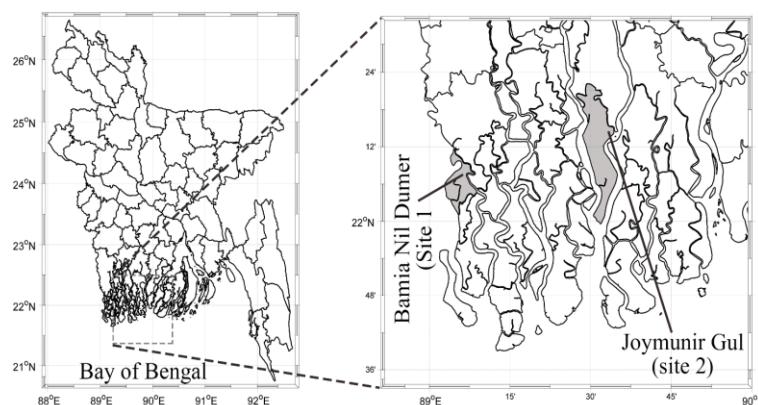 26°N
25°N
24°N
23°N
22°N
21°N
88°E 89°E 90°E 91°E 92°E
Bay of Bengal
24'
12'
22°N
48'
36'
89°E 15' 30' 45' 90°
Bamia Nil Dumer
(Site 1
Joymunir Gul
(site 2)